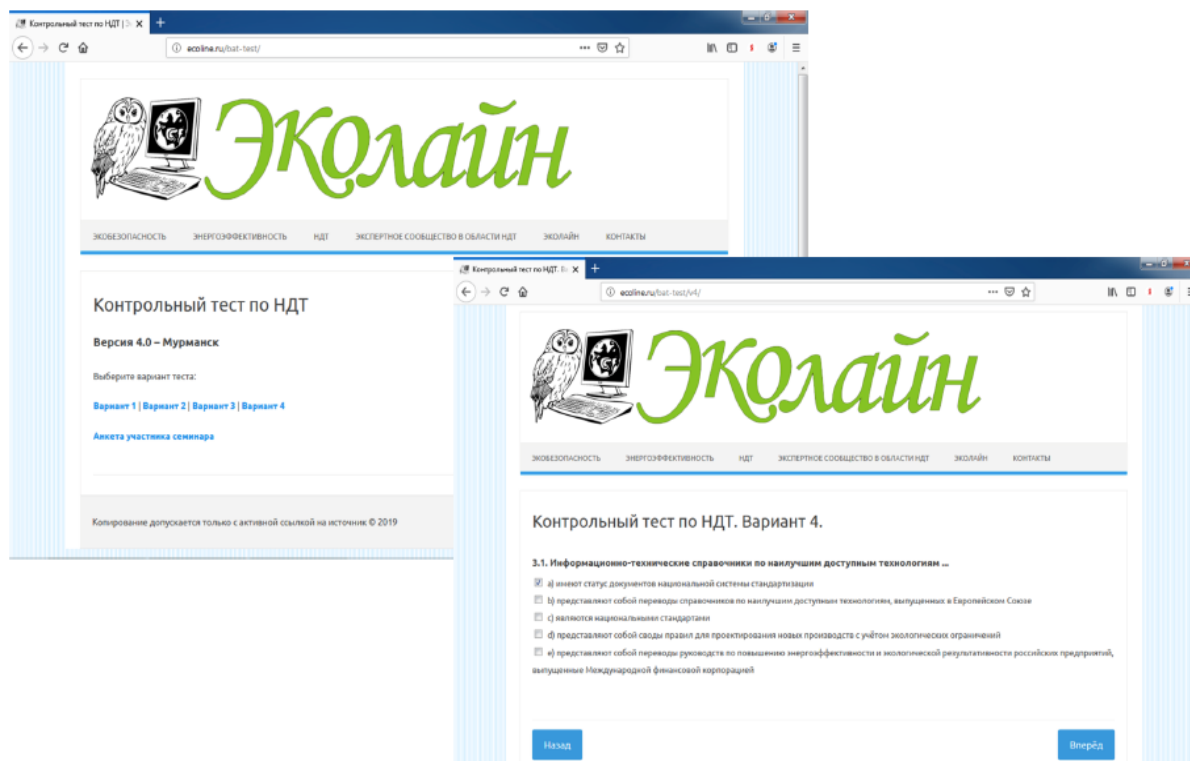 Контрольный тест по НДТ | Э
ecoline.ru/bat-test/
Эколайн
ЭКОБЕЗОПАСНОСТЬ ЭНЕРГОЭФФЕКТИВНОСТЬ НДТ ЭКСПЕРТНОЕ СООБЩЕСТВО В ОБЛАСТИ НДТ ЭКОЛАЙН КОНТАКТЫ
Контрольный тест по НДТ
Версия 4.0 – Мурманск
Выберите вариант теста:
Вариант 1 | Вариант 2 | Вариант 3 | Вариант 4
Анкета участника семинара
Копирование допускается только с активной ссылкой на источник © 2019
Контрольный тест по НДТ. В
ecoline.ru/bat-test/v4/
Эколайн
ЭКОБЕЗОПАСНОСТЬ ЭНЕРГОЭФФЕКТИВНОСТЬ НДТ ЭКСПЕРТНОЕ СООБЩЕСТВО В ОБЛАСТИ НДТ ЭКОЛАЙН КОНТАКТЫ
Контрольный тест по НДТ. Вариант 4.
3.1. Информационно-технические справочники по наилучшим доступным технологиям ...
a) имеют статус документов национальной системы стандартизации
b) представляют собой переводы справочников по наилучшим доступным технологиям, выпущенных в Европейском Союзе
c) являются национальными стандартами
d) представляют собой своды правил для проектирования новых производств с учётом экологических ограничений
e) представляют собой переводы руководств по повышению энергоэффективности и экологической результативности российских предприятий,
выпущенные Международной финансовой корпорацией
Назад Вперёд